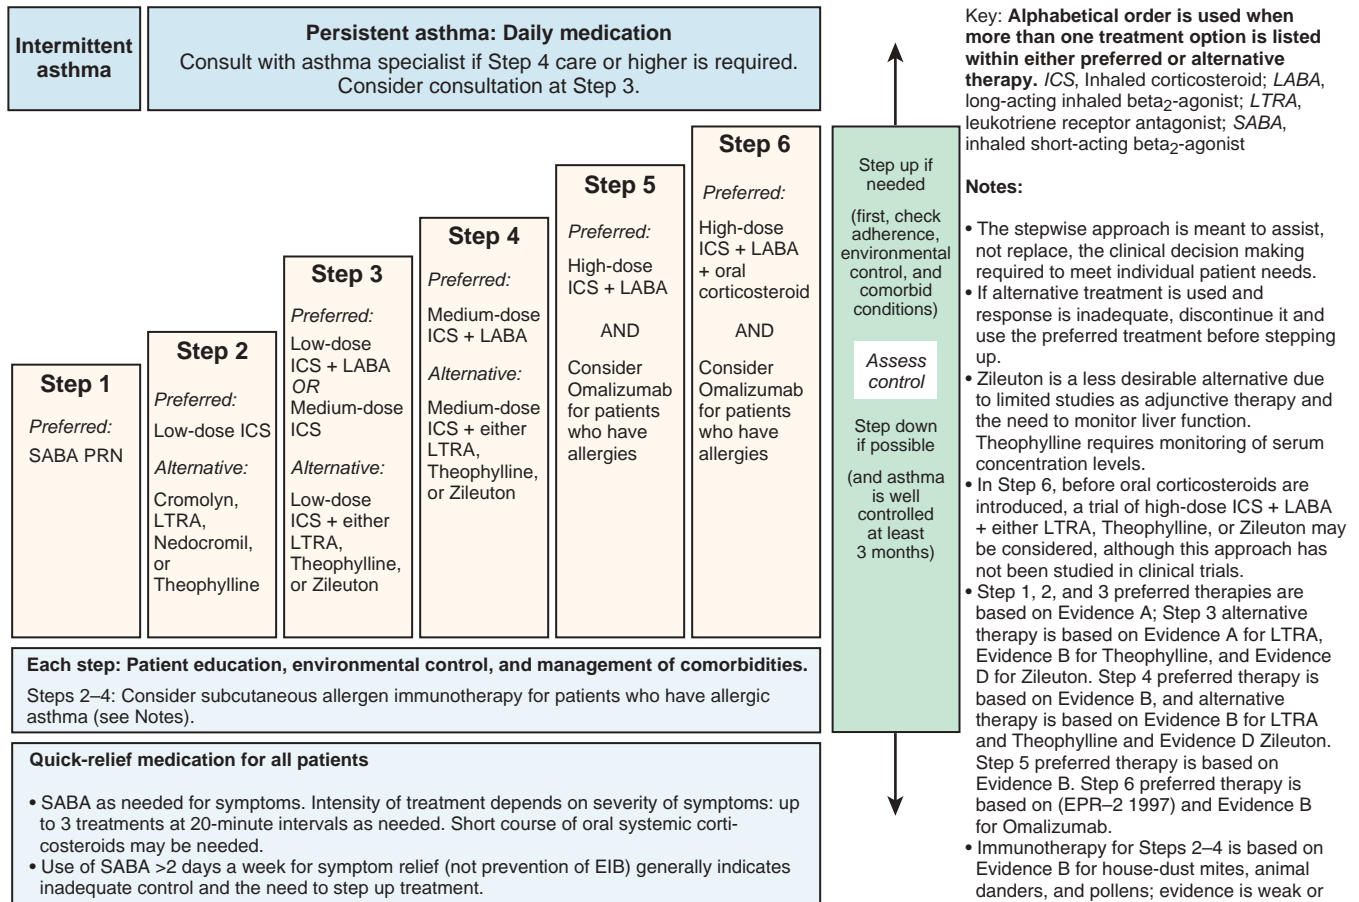 Intermittent
asthma
Persistent asthma: Daily medication
Consult with asthma specialist if Step 4 care or higher is required.
Consider consultation at Step 3.
Step 1
Preferred:
SABA PRN
Step 2
Preferred:
Low-dose ICS
Alternative:
Cromolyn,
LTRA,
Nedocromil,
or
Theophylline
Step 3
Preferred:
Low-dose
ICS + LABA
OR
Medium-dose
ICS
Alternative:
Low-dose
ICS + either
LTRA,
Theophylline,
or Zileuton
Step 4
Preferred:
Medium-dose
ICS + LABA
Alternative:
Medium-dose
ICS + either
LTRA,
Theophylline,
or Zileuton
Step 5
Preferred:
High-dose
ICS + LABA
AND
Consider
Omalizumab
for patients
who have
allergies
Step 6
Preferred:
High-dose
ICS + LABA
+ oral
corticosteroid
AND
Consider
Omalizumab
for patients
who have
allergies
Each step: Patient education, environmental control, and management of comorbidities.
Steps 2–4: Consider subcutaneous allergen immunotherapy for patients who have allergic
asthma (see Notes).
Quick-relief medication for all patients
• SABA as needed for symptoms. Intensity of treatment depends on severity of symptoms: up
to 3 treatments at 20-minute intervals as needed. Short course of oral systemic corti-
costeroids may be needed.
• Use of SABA >2 days a week for symptom relief (not prevention of EIB) generally indicates
inadequate control and the need to step up treatment.
Step up if
needed
(first, check
adherence,
environmental
control, and
comorbid
conditions)
Assess
control
Step down
if possible
(and asthma
is well
controlled
at least
3 months)
Key: Alphabetical order is used when
more than one treatment option is listed
within either preferred or alternative
therapy. ICS, Inhaled corticosteroid; LABA,
long-acting inhaled beta2-agonist; LTRA,
leukotriene receptor antagonist; SABA,
inhaled short-acting beta2-agonist
Notes:
• The stepwise approach is meant to assist,
not replace, the clinical decision making
required to meet individual patient needs.
• If alternative treatment is used and
response is inadequate, discontinue it and
use the preferred treatment before stepping
up.
• Zileuton is a less desirable alternative due
to limited studies as adjunctive therapy and
the need to monitor liver function.
Theophylline requires monitoring of serum
concentration levels.
• In Step 6, before oral corticosteroids are
introduced, a trial of high-dose ICS + LABA
+ either LTRA, Theophylline, or Zileuton may
be considered, although this approach has
not been studied in clinical trials.
• Step 1, 2, and 3 preferred therapies are
based on Evidence A; Step 3 alternative
therapy is based on Evidence A for LTRA,
Evidence B for Theophylline, and Evidence
D for Zileuton. Step 4 preferred therapy is
based on Evidence B, and alternative
therapy is based on Evidence B for LTRA
and Theophylline and Evidence D Zileuton.
Step 5 preferred therapy is based on
Evidence B. Step 6 preferred therapy is
based on (EPR–2 1997) and Evidence B
for Omalizumab.
• Immunotherapy for Steps 2–4 is based on
Evidence B for house-dust mites, animal
danders, and pollens; evidence is weak or